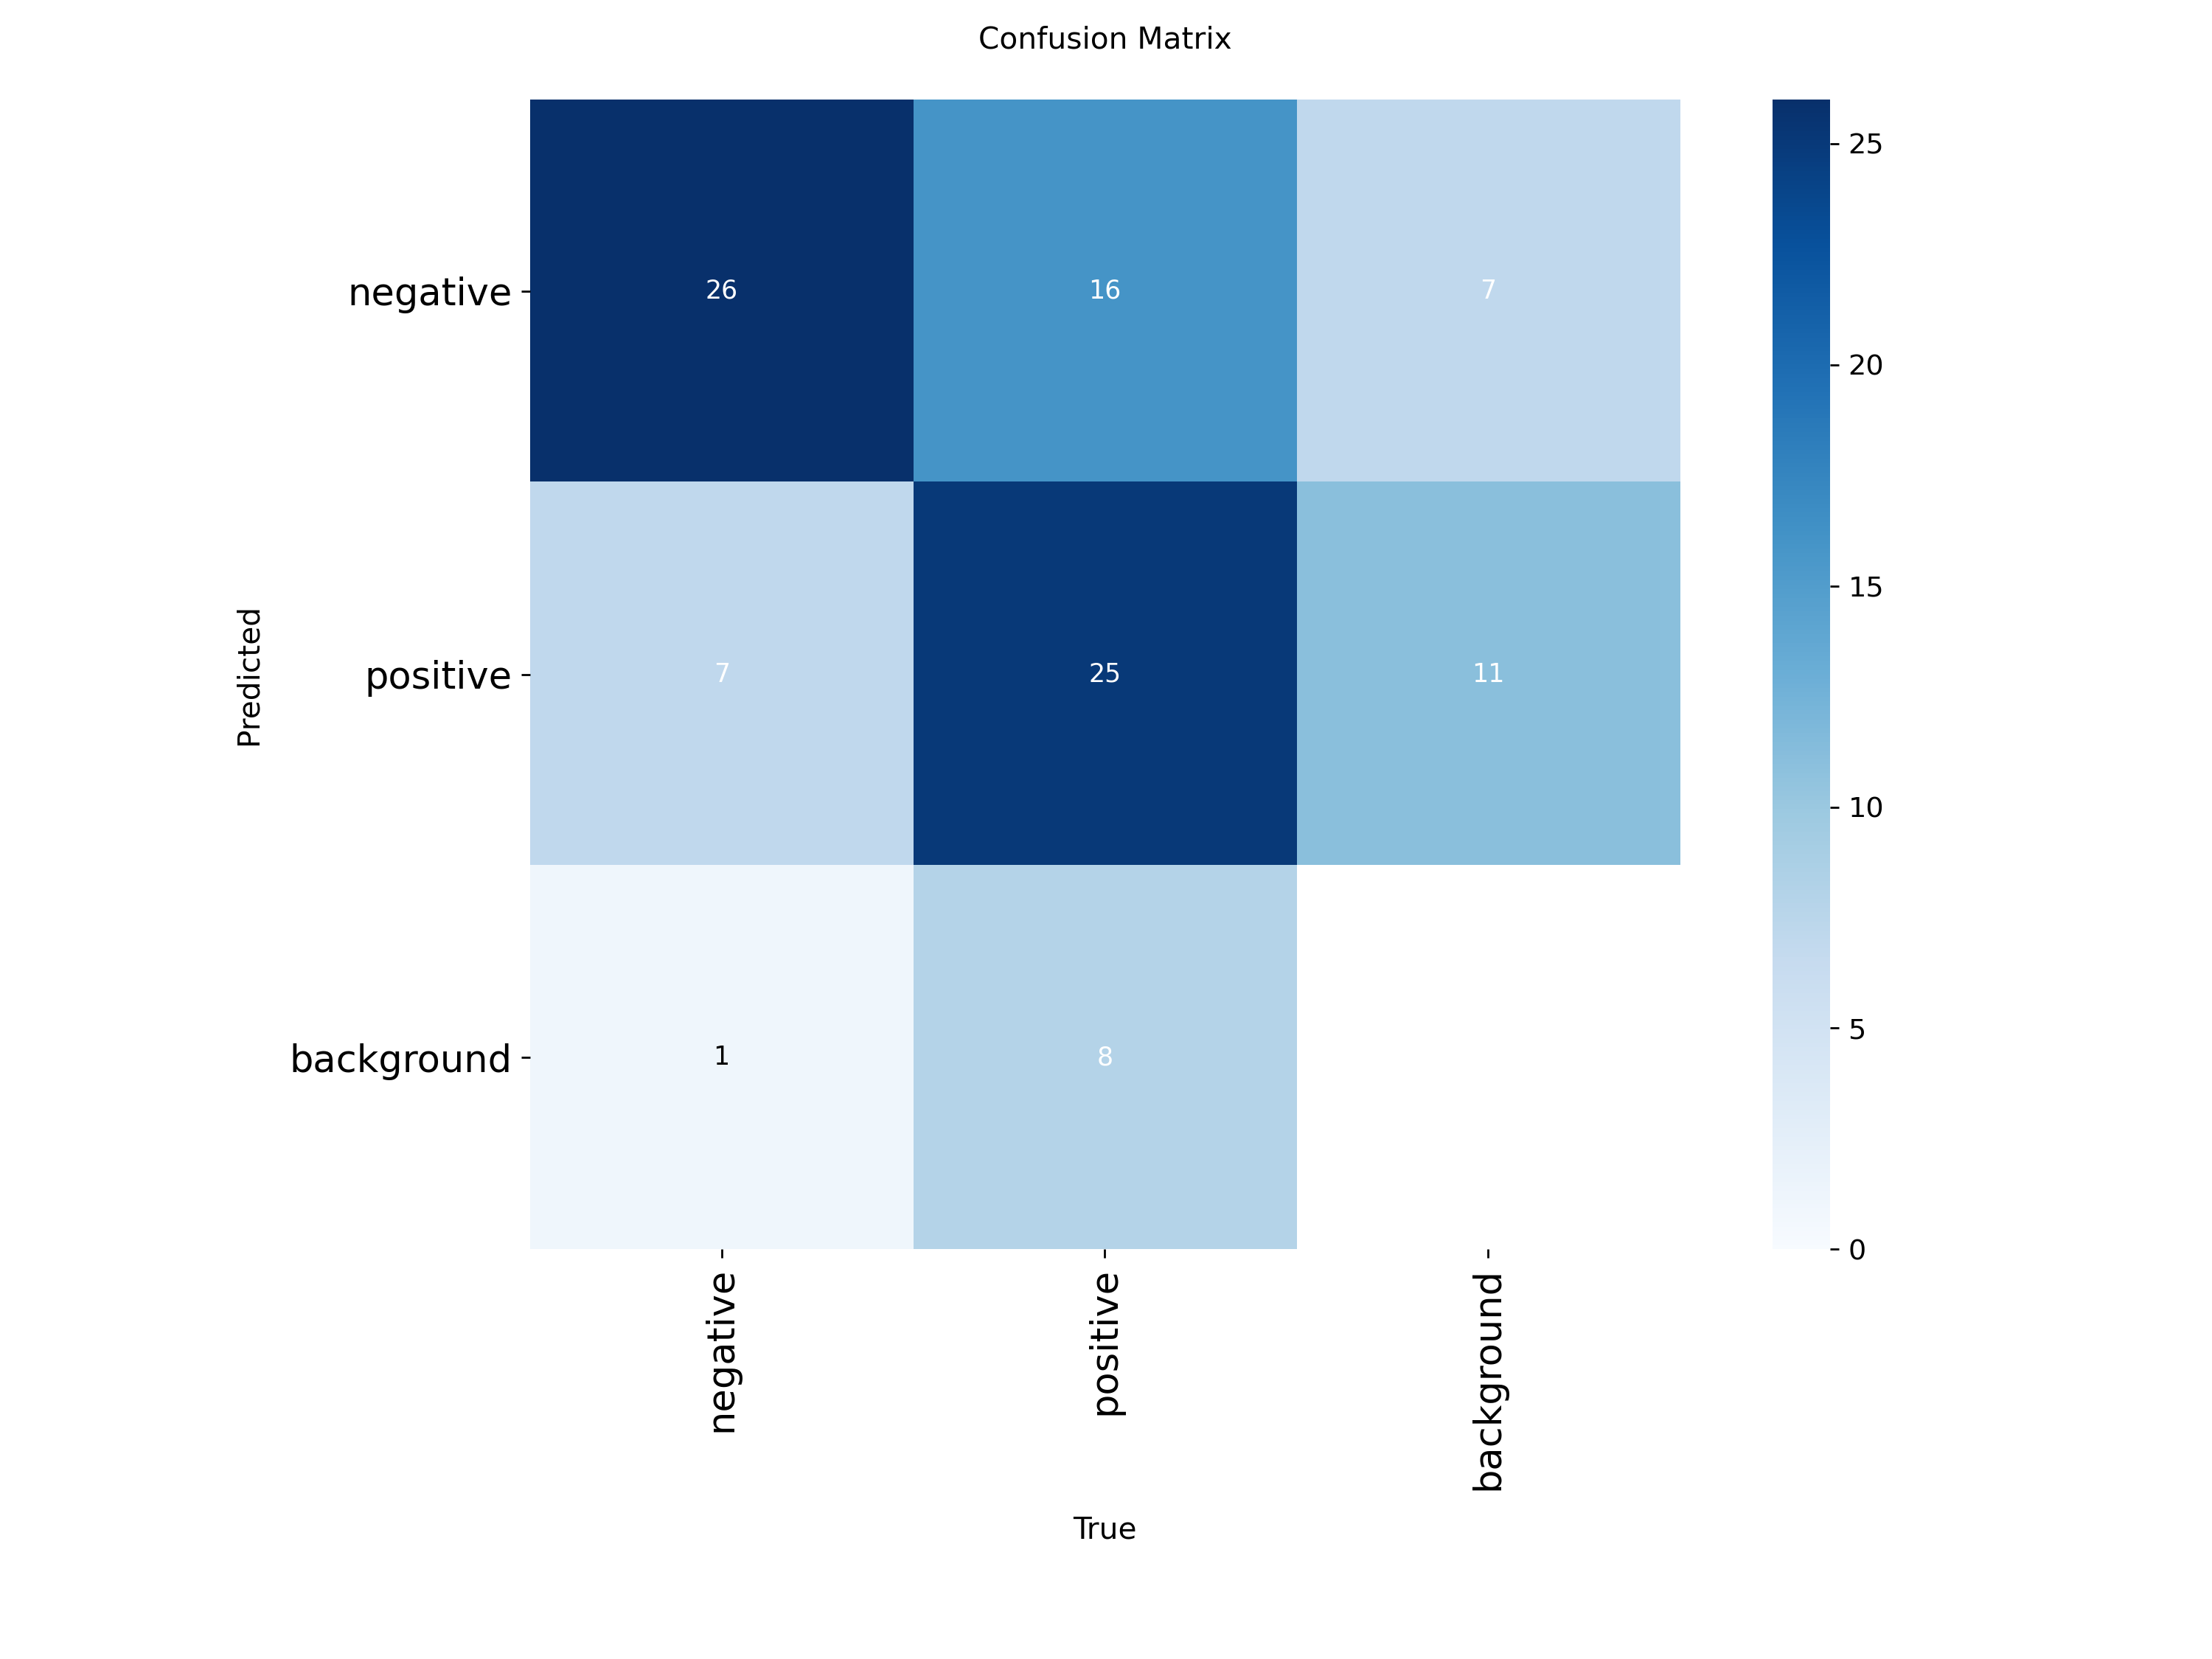 Confusion Matrix
negative
26
16
7
positive
7
25
11
background
1
8
Predicted
negative
positive
background
True
25
20
15
10
5
0